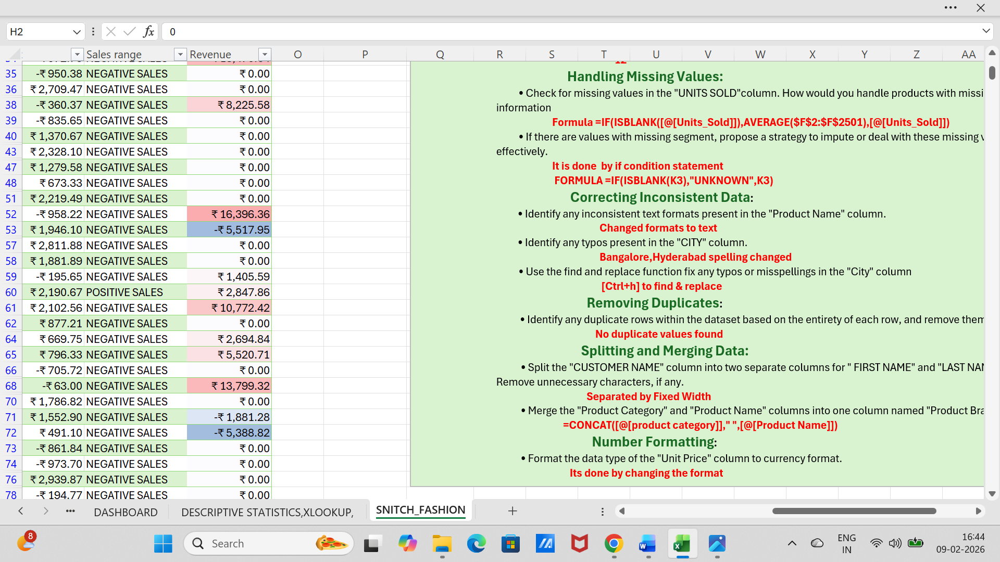 H2
fx
0
Sales range
Revenue
O P Q R S T U V W X Y Z AA
35 -₹ 950.38 NEGATIVE SALES ₹ 0.00
36 ₹ 2,709.47 NEGATIVE SALES ₹ 0.00
38 -₹ 360.37 NEGATIVE SALES ₹ 8,225.58
39 -₹ 835.65 NEGATIVE SALES ₹ 0.00
40 ₹ 1,370.67 NEGATIVE SALES ₹ 0.00
43 ₹ 2,328.10 NEGATIVE SALES ₹ 0.00
47 ₹ 1,279.58 NEGATIVE SALES ₹ 0.00
48 ₹ 673.33 NEGATIVE SALES ₹ 0.00
51 ₹ 2,219.49 NEGATIVE SALES ₹ 0.00
52 -₹ 958.22 NEGATIVE SALES ₹ 16,396.36
53 ₹ 1,946.10 NEGATIVE SALES -₹ 5,517.95
57 ₹ 2,811.88 NEGATIVE SALES ₹ 0.00
58 ₹ 1,881.89 NEGATIVE SALES ₹ 0.00
59 -₹ 195.65 NEGATIVE SALES ₹ 1,405.59
60 ₹ 2,190.67 POSITIVE SALES ₹ 2,847.86
61 ₹ 2,102.56 NEGATIVE SALES ₹ 10,772.42
62 ₹ 877.21 NEGATIVE SALES ₹ 0.00
64 ₹ 669.75 NEGATIVE SALES ₹ 2,694.84
65 ₹ 796.33 NEGATIVE SALES ₹ 5,520.71
66 -₹ 705.72 NEGATIVE SALES ₹ 0.00
68 -₹ 63.00 NEGATIVE SALES ₹ 13,799.32
70 ₹ 1,786.82 NEGATIVE SALES ₹ 0.00
71 ₹ 1,552.90 NEGATIVE SALES -₹ 1,881.28
72 ₹ 491.10 NEGATIVE SALES -₹ 5,388.82
73 -₹ 861.84 NEGATIVE SALES ₹ 0.00
74 -₹ 973.70 NEGATIVE SALES ₹ 0.00
76 ₹ 2,939.87 NEGATIVE SALES ₹ 0.00
78 -₹ 194.77 NEGATIVE SALES ₹ 0.00
Handling Missing Values:
• Check for missing values in the "UNITS SOLD"column. How would you handle products with missi
information
Formula =IF(ISBLANK([@[Units_Sold]]),AVERAGE($F$2:$F$2501),[@[Units_Sold]])
• If there are values with missing segment, propose a strategy to impute or deal with these missing v
effectively.
It is done by if condition statement
FORMULA =IF(ISBLANK(K3),"UNKNOWN",K3)
Correcting Inconsistent Data:
• Identify any inconsistent text formats present in the "Product Name" column.
Changed formats to text
• Identify any typos present in the "CITY" column.
Bangalore,Hyderabad spelling changed
• Use the find and replace function fix any typos or misspellings in the "City" column
[Ctrl+h] to find & replace
Removing Duplicates:
• Identify any duplicate rows within the dataset based on the entirety of each row, and remove them
No duplicate values found
Splitting and Merging Data:
• Split the "CUSTOMER NAME" column into two separate columns for " FIRST NAME" and "LAST NAM
Remove unnecessary characters, if any.
Separated by Fixed Width
• Merge the "Product Category" and "Product Name" columns into one column named "Product Bra
=CONCAT([@[product category]]," ",[@[Product Name]])
Number Formatting:
• Format the data type of the "Unit Price" column to currency format.
Its done by changing the format
DASHBOARD
DESCRIPTIVE STATISTICS,XLOOKUP,
SNITCH_FASHION
8
Search
ENG
IN
16:44
09-02-2026